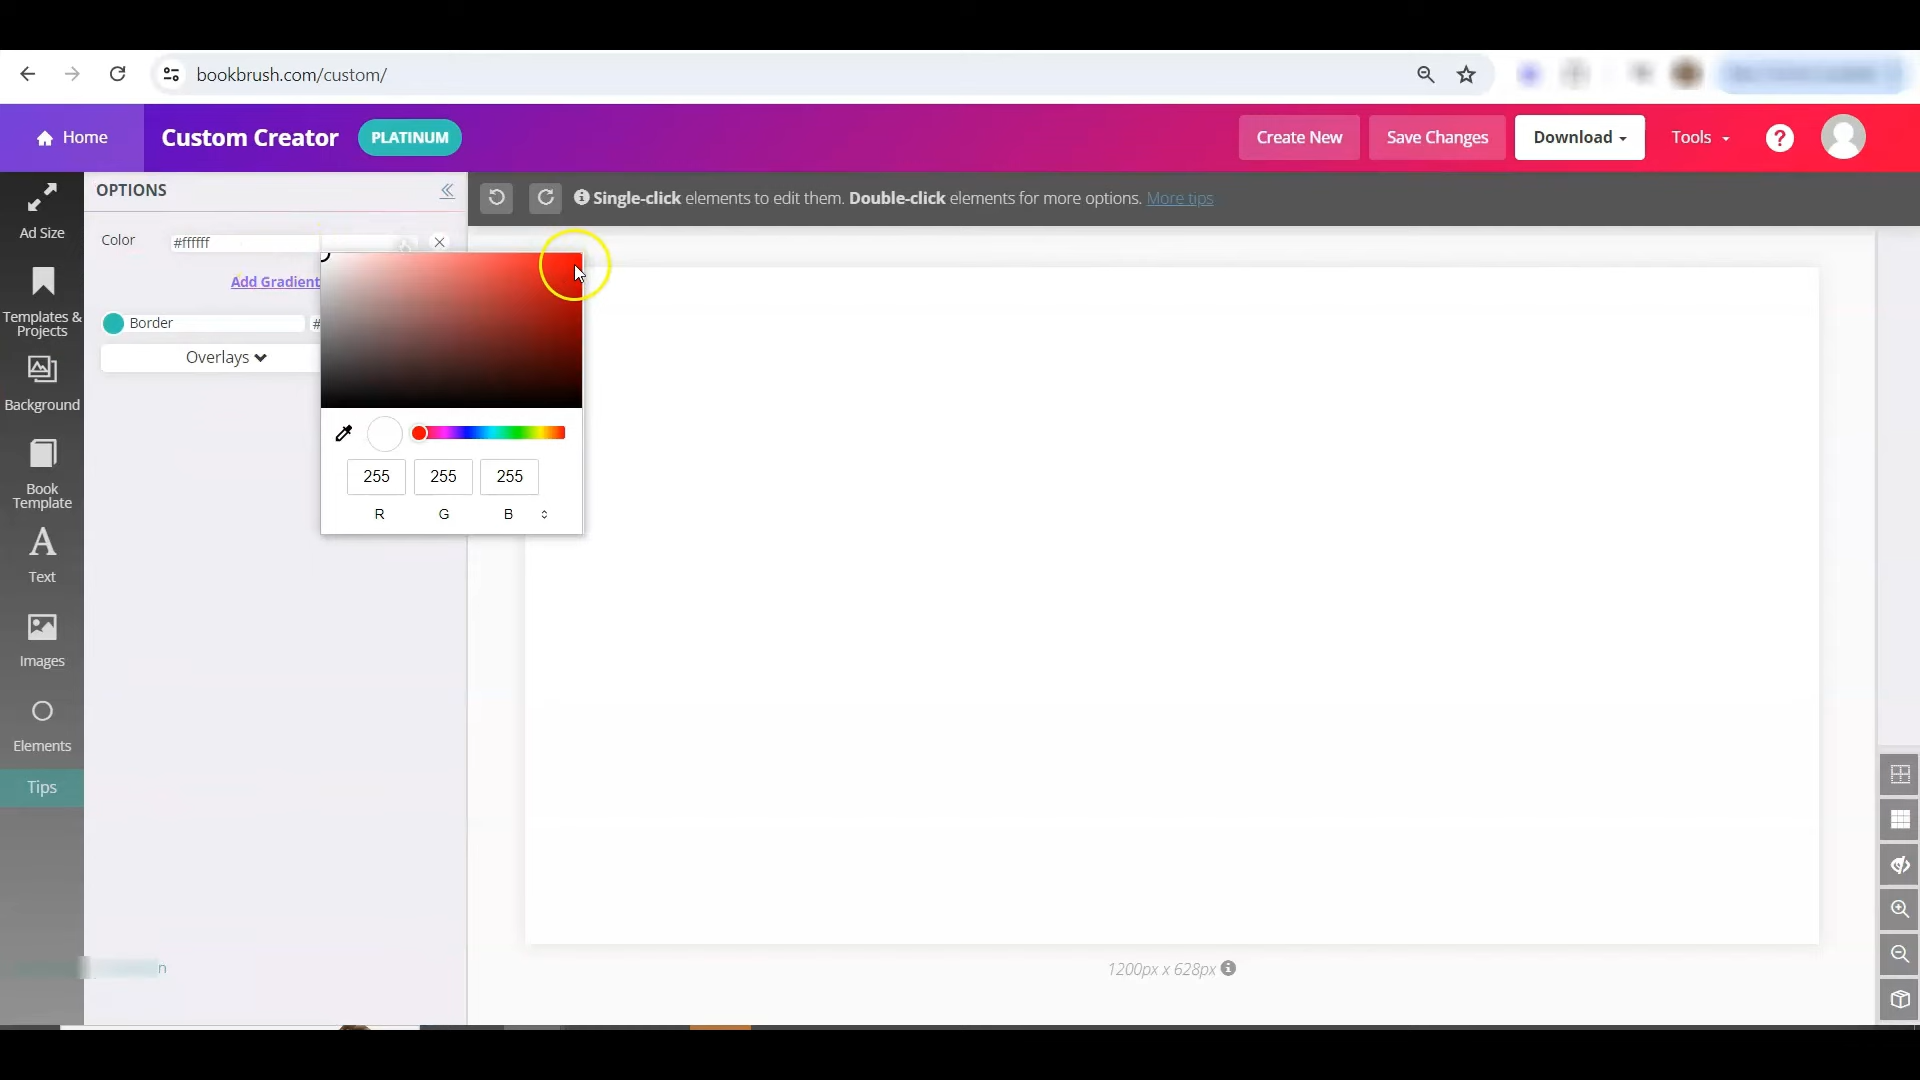 bookbrush.com/custom/
Home
Custom Creator
PLATINUM
Create New
Save Changes
Download
Tools
?
OPTIONS
Single-click elements to edit them. Double-click elements for more options. More tips
Ad Size
Templates &
Projects
Background
Book
Template
Text
Images
Elements
Tips
Color
#ffffff
Add Gradient
Border
#
Overlays
255
255
255
R
G
B
n
1200px x 628px